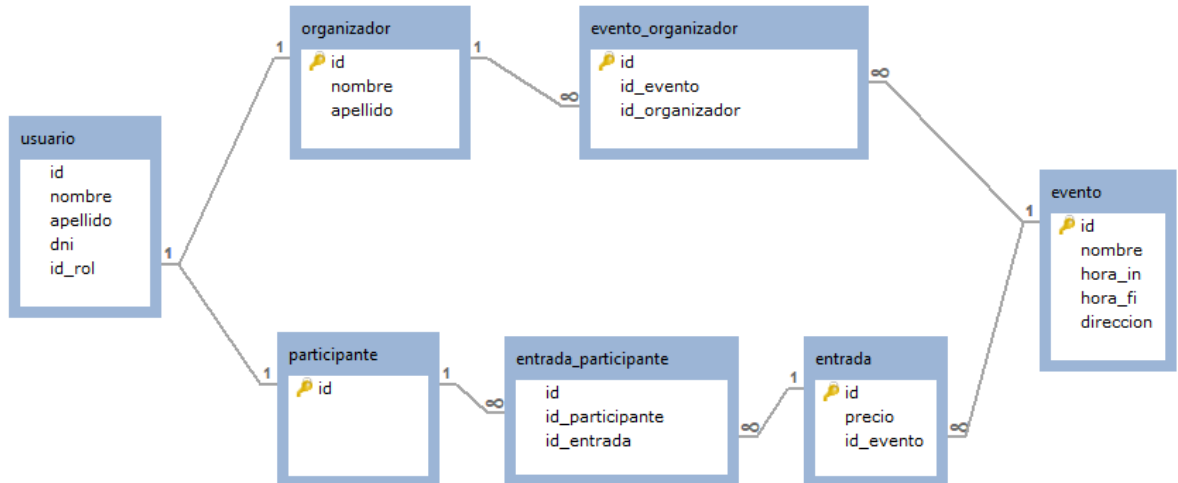 organizador
id
nombre
apellido
evento_organizador
id
id_evento
id_organizador
usuario
id
nombre
apellido
dni
id_rol
evento
id
nombre
hora_in
hora_fi
direccion
participante
id
entrada_participante
id
id_participante
id_entrada
entrada
id
precio
id_evento
1
1
∞
∞
1
1
1
1
∞
1
∞
∞